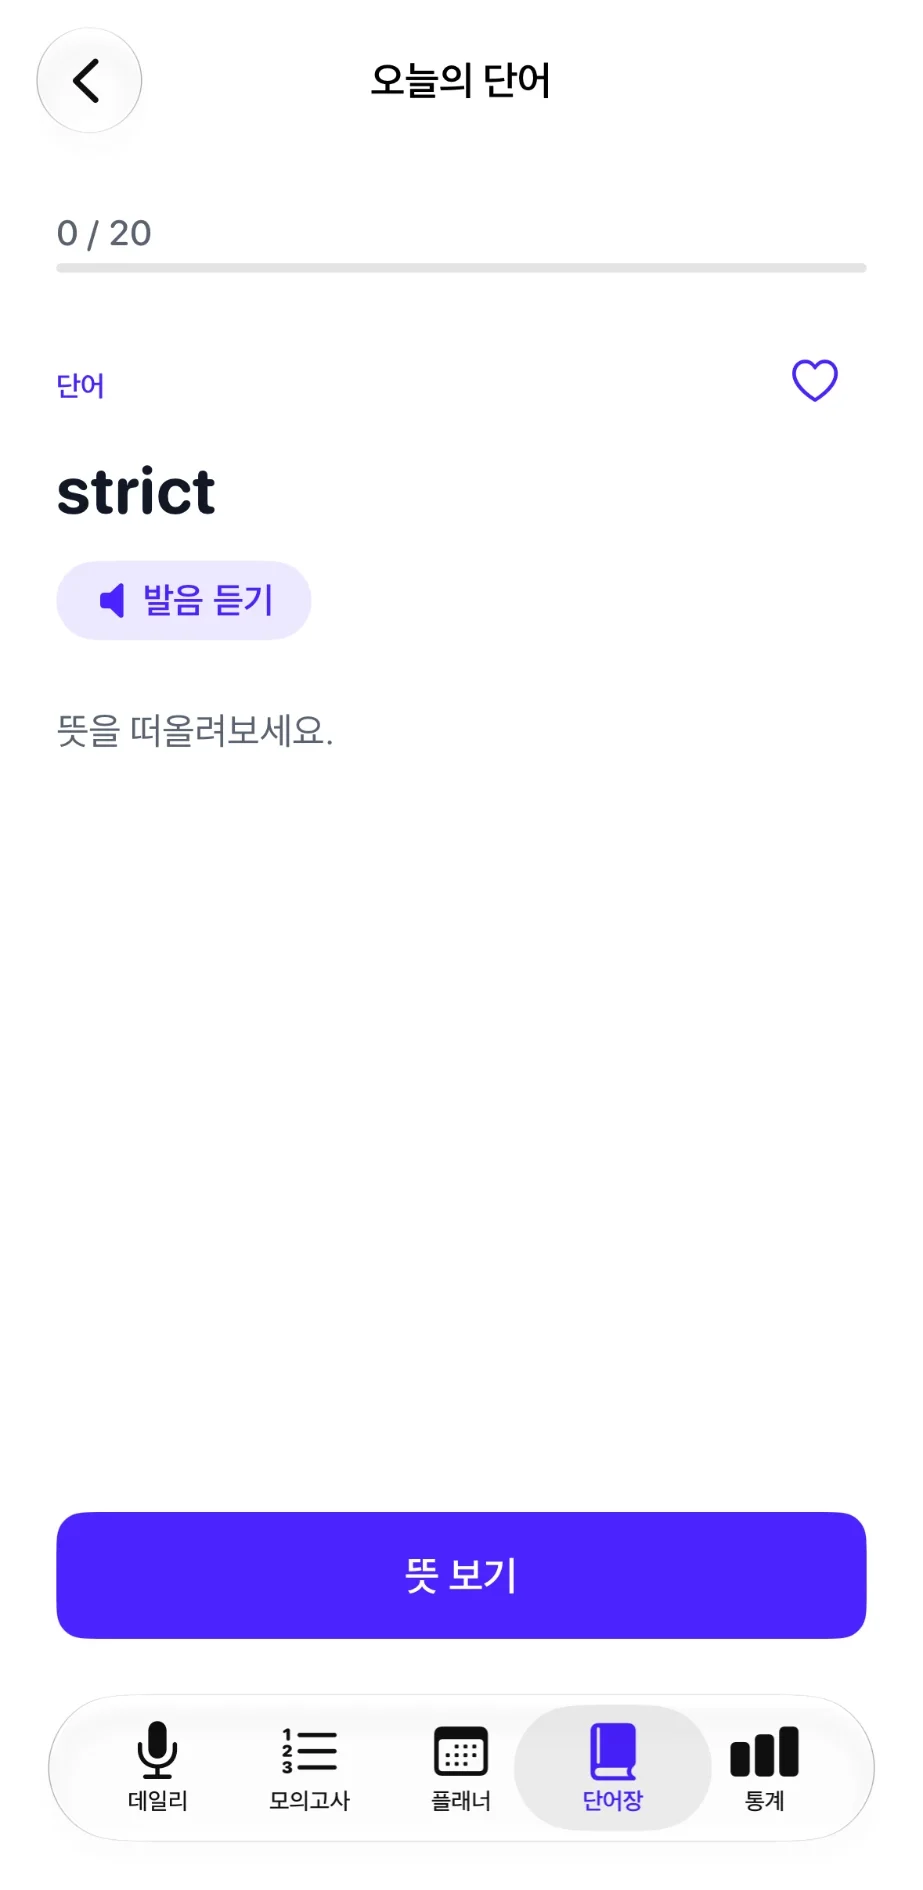 오늘의 단어
0 / 20
단어
strict
발음 듣기
뜻을 떠올려보세요.
뜻 보기
1
2
3
데일리 모의고사 플래너 단어장 통계